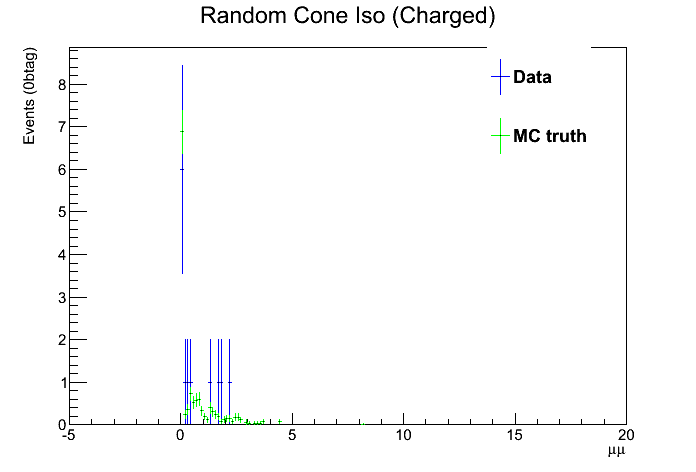 Random Cone Iso (Charged)
Events (0btag)
Data
MC truth
8
7
6
5
4
3
2
1
0
-5 0 5 10 15 20
μμ